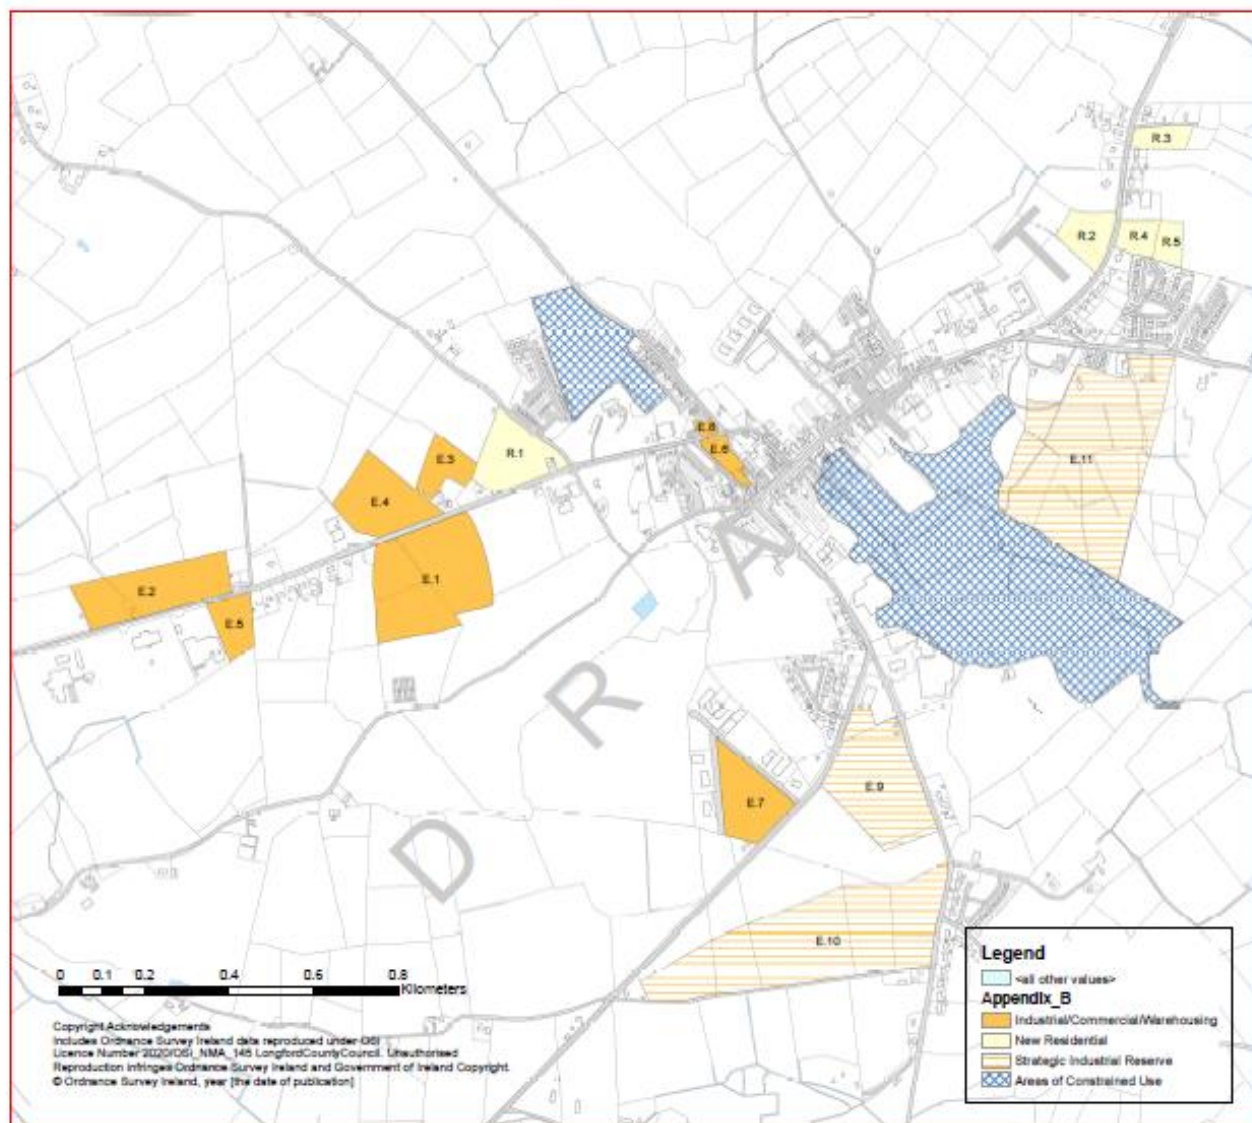 R.3
R.2
R.4
R.5
E.8
E.6
R.1
E.3
E.4
E.11
E.1
E.2
E.5
E.7
E.9
E.10
DRAFT
0 0.1 0.2 0.4 0.6 0.8
Kilometers
Copyright Acknowledgements
Includes Ordnance Survey Ireland data reproduced under OSi
Licence Number 2020/OSi_NMA_145 LongfordCountyCouncil. Unauthorised
Reproduction infringes Ordnance Survey Ireland and Government of Ireland Copyright.
© Ordnance Survey Ireland, year [the date of publication]
Legend
<all other values>
Appendix_B
Industrial/Commercial/Warehousing
New Residential
Strategic Industrial Reserve
Areas of Constrained Use